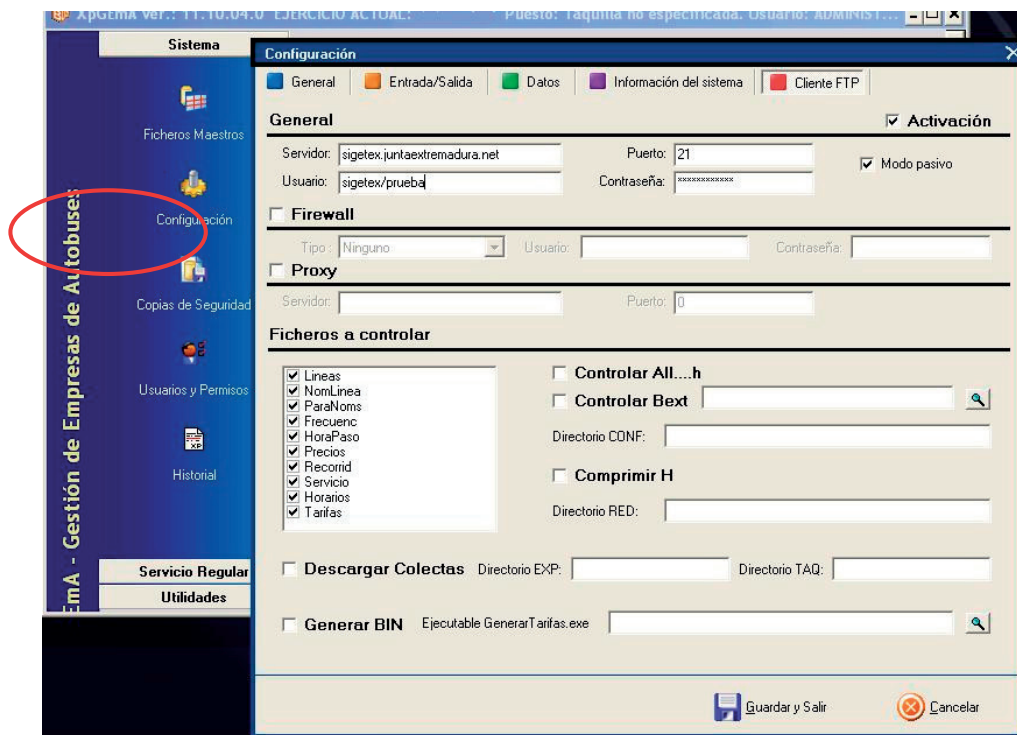 XpGEmA Ver.: 11.10.04.0 EJERCICIO ACTUAL: Puesto: Taquilla no especificada. Usuario: ADMINIST...
Sistema
Ficheros Maestros
Configuración
Copias de Seguridad
Usuarios y Permisos
Historial
Servicio Regular
Utilidades
EmA - Gestión de Empresas de Autobuses
Configuración
General Entrada/Salida Datos Información del sistema Cliente FTP
General Activación
Servidor: sigetex.juntaextremadura.net Puerto: 21 Modo pasivo
Usuario: sigetex/prueba Contraseña: ************
Firewall
Tipo : Ninguno Usuario: Contraseña:
Proxy
Servidor: Puerto: 0
Ficheros a controlar
Lineas
NomLinea
ParaNoms
Frecuenc
HoraPaso
Precios
Recorrid
Servicio
Horarios
Tarifas
Controlar All....h
Controlar Bext
Directorio CONF:
Comprimir H
Directorio RED:
Descargar Colectas Directorio EXP: Directorio TAQ:
Generar BIN Ejecutable GenerarTarifas.exe
Guardar y Salir Cancelar